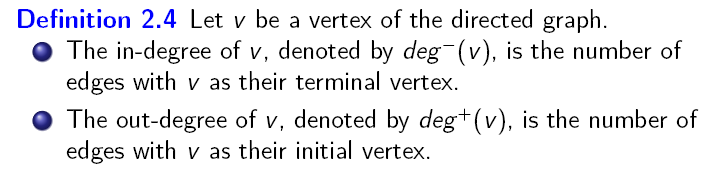 Definition 2.4 Let v be a vertex of the directed graph.
The in-degree of v, denoted by deg⁻(v), is the number of
edges with v as their terminal vertex.
The out-degree of v, denoted by deg⁺(v), is the number of
edges with v as their initial vertex.